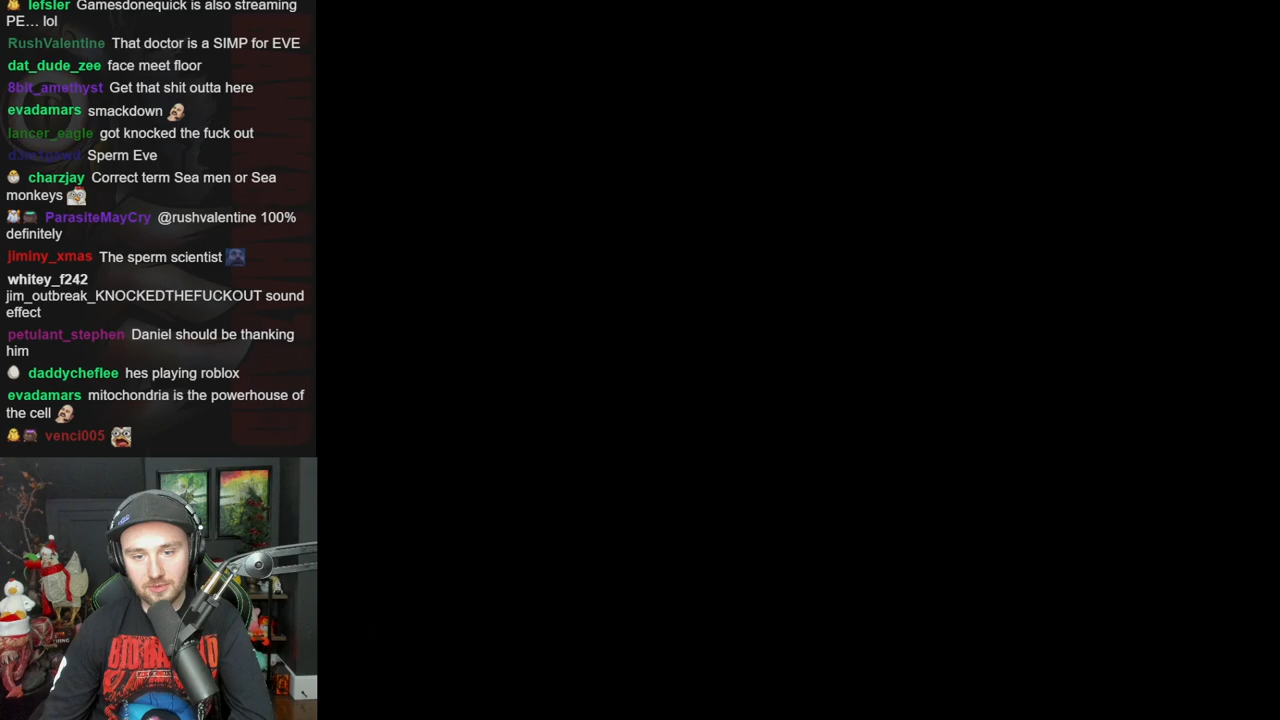 lefsler Gamesdonequick is also streaming
PE... lol
RushValentine That doctor is a SIMP for EVE
dat_dude_zee face meet floor
8bit_amethyst Get that shit outta here
evadamars smackdown
lancer_eagle got knocked the fuck out
Sperm Eve
charzjay Correct term Sea men or Sea
monkeys
ParasiteMayCry @rushvalentine 100%
definitely
jiminy_xmas The sperm scientist
whitey_f242
jim_outbreak_KNOCKEDTHEFUCKOUT sound
effect
petulant_stephen Daniel should be thanking
him
daddycheflee hes playing roblox
evadamars mitochondria is the powerhouse of
the cell
venci005